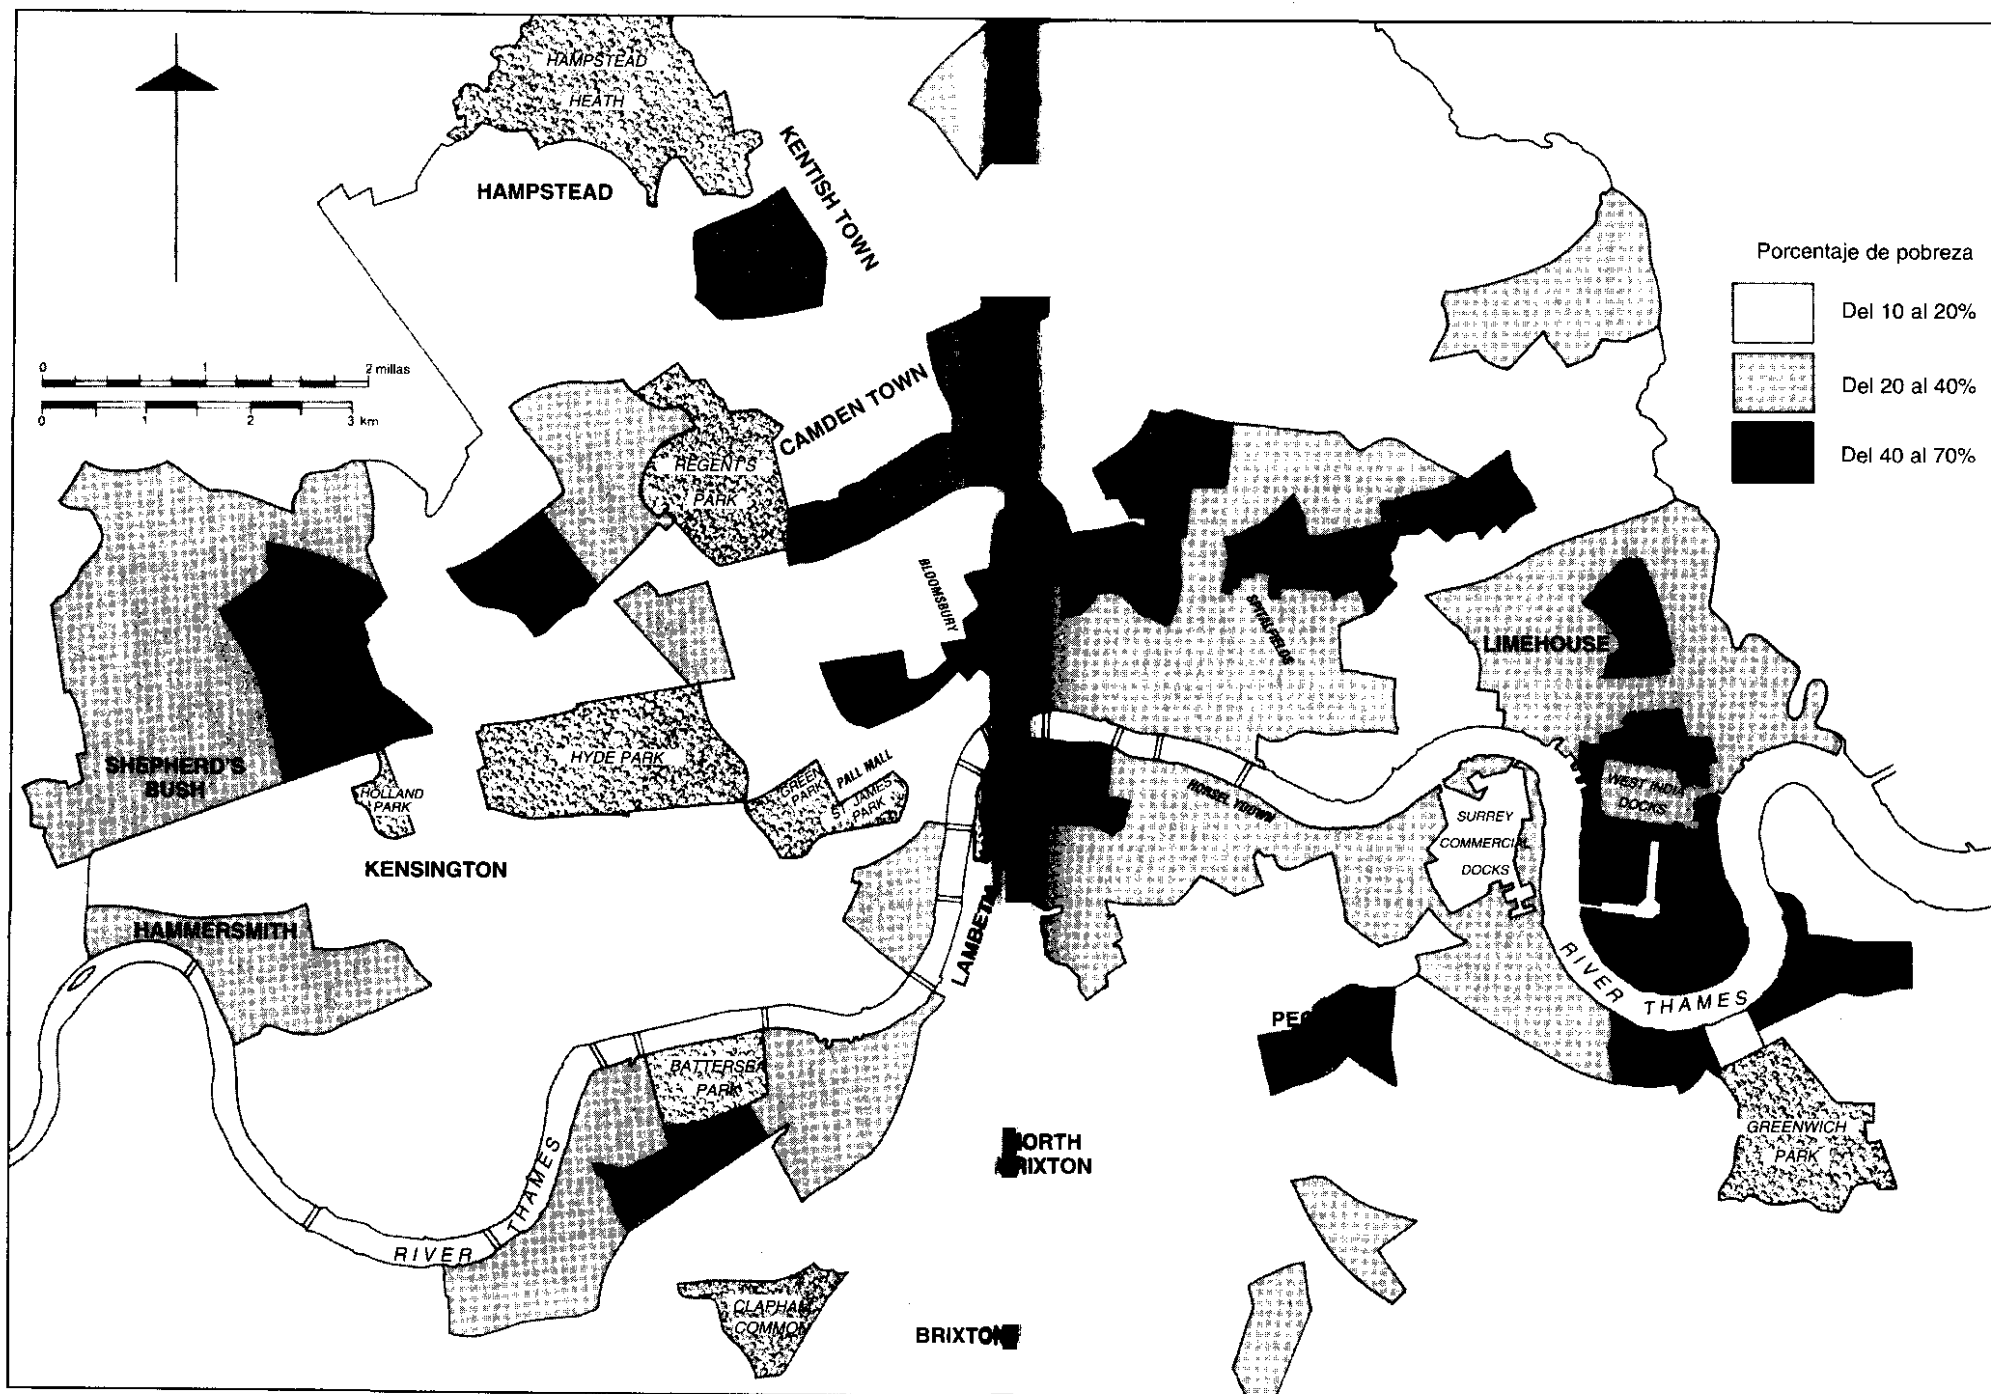 HAMPSTEAD
HEATH
KENTISH TOWN
HAMPSTEAD
Porcentaje de pobreza
Del 10 al 20%
Del 20 al 40%
Del 40 al 70%
0 1 2 millas
0 1 2 3 km
CAMDEN TOWN
REGENT'S
PARK
BLOOMSBURY
SPITALFIELDS
LIMEHOUSE
SHEPHERD'S
BUSH
HOLLAND
PARK
HYDE PARK
GREEN
PARK
PALL MALL
ST JAMES
PARK
HORSELYDOWN
WEST INDIA
DOCKS
SURREY
COMMERCIA
DOCKS
KENSINGTON
HAMMERSMITH
LAMBETH
RIVER THAMES
PEC
BATTERSEA
PARK
GREENWICH
PARK
NORTH
BRIXTON
RIVER THAMES
CLAPHAM
COMMON
BRIXTON